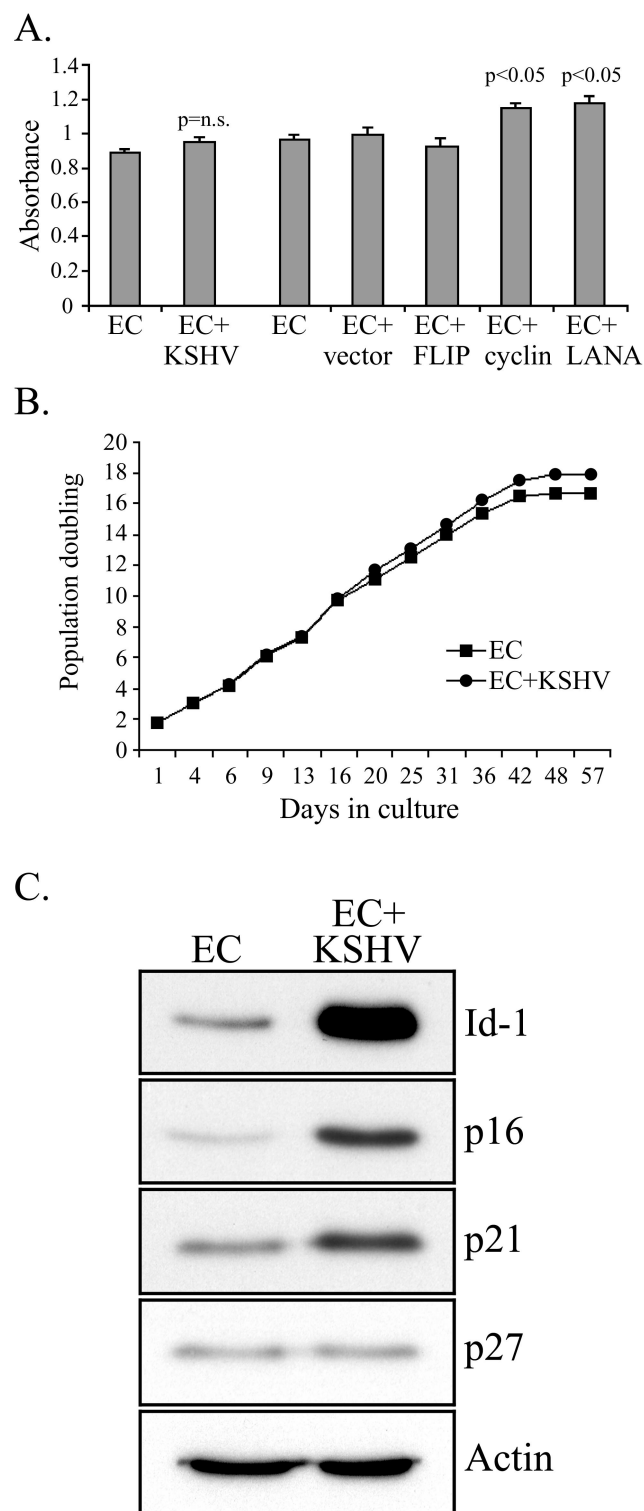 A.
1.4
1.2
1
0.8
0.6
0.4
0.2
0
Absorbance
p=n.s.
p<0.05 p<0.05
EC EC+ EC EC+ EC+ EC+ EC+
KSHV vector FLIP cyclin LANA
B.
20
18
16
14
12
10
8
6
4
2
0
Population doubling
EC
EC+KSHV
1 4 6 9 13 16 20 25 31 36 42 48 57
Days in culture
C.
EC EC+
KSHV
Id-1
p16
p21
p27
Actin